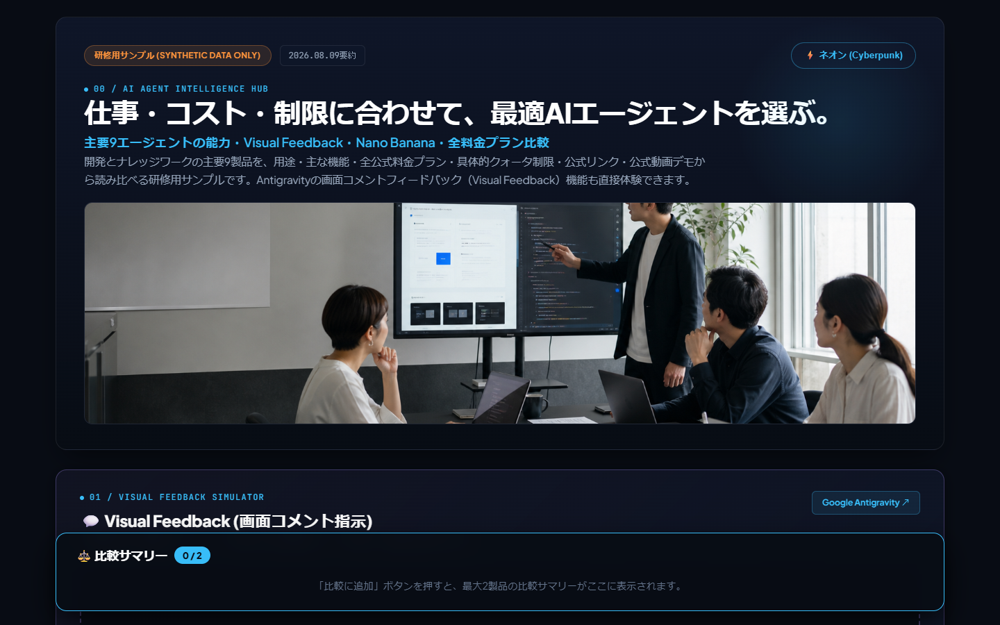 研修用サンプル (SYNTHETIC DATA ONLY)
2026.08.09要約
ネオン (Cyberpunk)
00 / AI AGENT INTELLIGENCE HUB
仕事・コスト・制限に合わせて、最適AIエージェントを選ぶ。
主要9エージェントの能力・Visual Feedback・Nano Banana・全料金プラン比較
開発とナレッジワークの主要9製品を、用途・主な機能・全公式料金プラン・具体的クォータ制限・公式リンク・公式動画デモか
ら読み比べる研修用サンプルです。Antigravityの画面コメントフィードバック（Visual Feedback）機能も直接体験できます。
01 / VISUAL FEEDBACK SIMULATOR
Google Antigravity ↗
Visual Feedback (画面コメント指示)
比較サマリー 0 / 2
「比較に追加」ボタンを押すと、最大2製品の比較サマリーがここに表示されます。